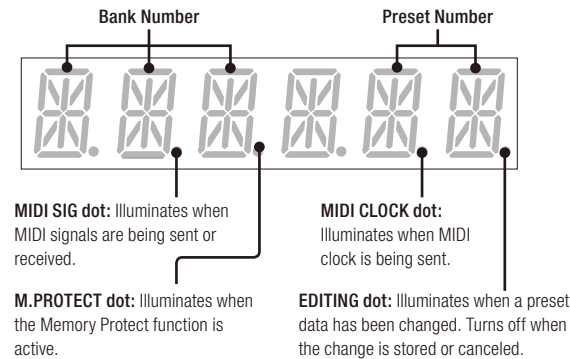 Bank Number
Preset Number
MIDI SIG dot: Illuminates when
MIDI signals are being sent or
received.
MIDI CLOCK dot:
Illuminates when MIDI
clock is being sent.
M.PROTECT dot: Illuminates when
the Memory Protect function is
active.
EDITING dot: Illuminates when a preset
data has been changed. Turns off when
the change is stored or canceled.